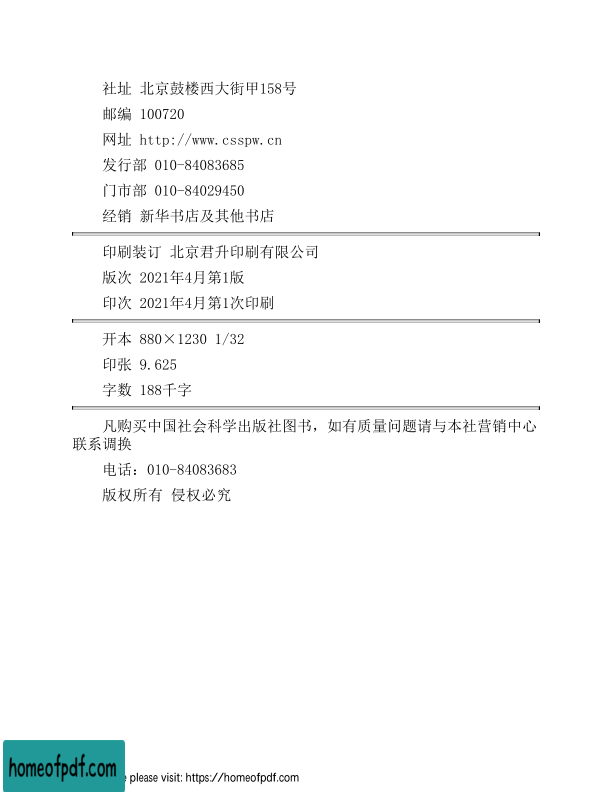 社址 北京鼓楼西大街甲158号
邮编 100720
网址 http://www.csspw.cn
发行部 010-84083685
门市部 010-84029450
经销 新华书店及其他书店
印刷装订 北京君升印刷有限公司
版次 2021年4月第1版
印次 2021年4月第1次印刷
开本 880×1230 1/32
印张 9.625
字数 188千字
凡购买中国社会科学出版社图书，如有质量问题请与本社营销中心
联系调换
电话：010-84083683
版权所有 侵权必究
homeofpdf.com
please visit: https://homeofpdf.com